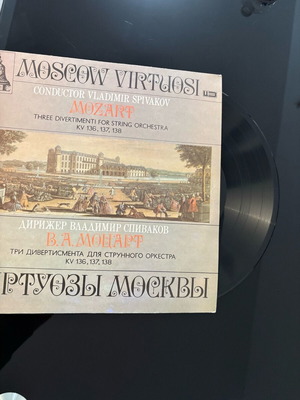 MOSCOW VIRTUOSI
CONDUCTOR VLADIMIR SPIVAKOV
MOZART
THREE DIVERTIMENTI FOR STRING ORCHESTRA
KV 136, 137, 138
ДИРИЖЕР ВЛАДИМИР СПИВАКОВ
В.А.МОЦАРТ
ТРИ ДИВЕРТИСМЕНТА ДЛЯ СТРУННОГО ОРКЕСТРА
KV 136, 137, 138
РТУОЗЫ МОСКВЫ